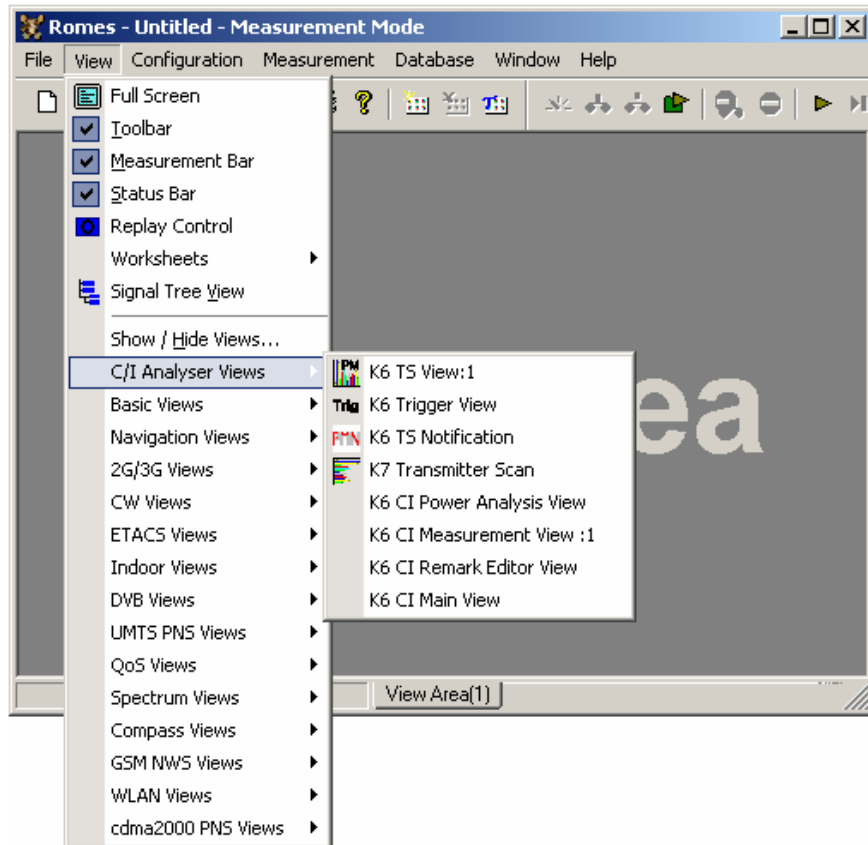 Romes - Untitled - Measurement Mode
File View Configuration Measurement Database Window Help
Full Screen
Toolbar
Measurement Bar
Status Bar
Replay Control
Worksheets
Signal Tree View
Show / Hide Views...
C/I Analyser Views
Basic Views
Navigation Views
2G/3G Views
CW Views
ETACS Views
Indoor Views
DVB Views
UMTS PNS Views
QoS Views
Spectrum Views
Compass Views
GSM NWS Views
WLAN Views
cdma2000 PNS Views
PM K6 TS View:1
Trig K6 Trigger View
K6 TS Notification
K7 Transmitter Scan
K6 CI Power Analysis View
K6 CI Measurement View :1
K6 CI Remark Editor View
K6 CI Main View
ea
View Area(1)